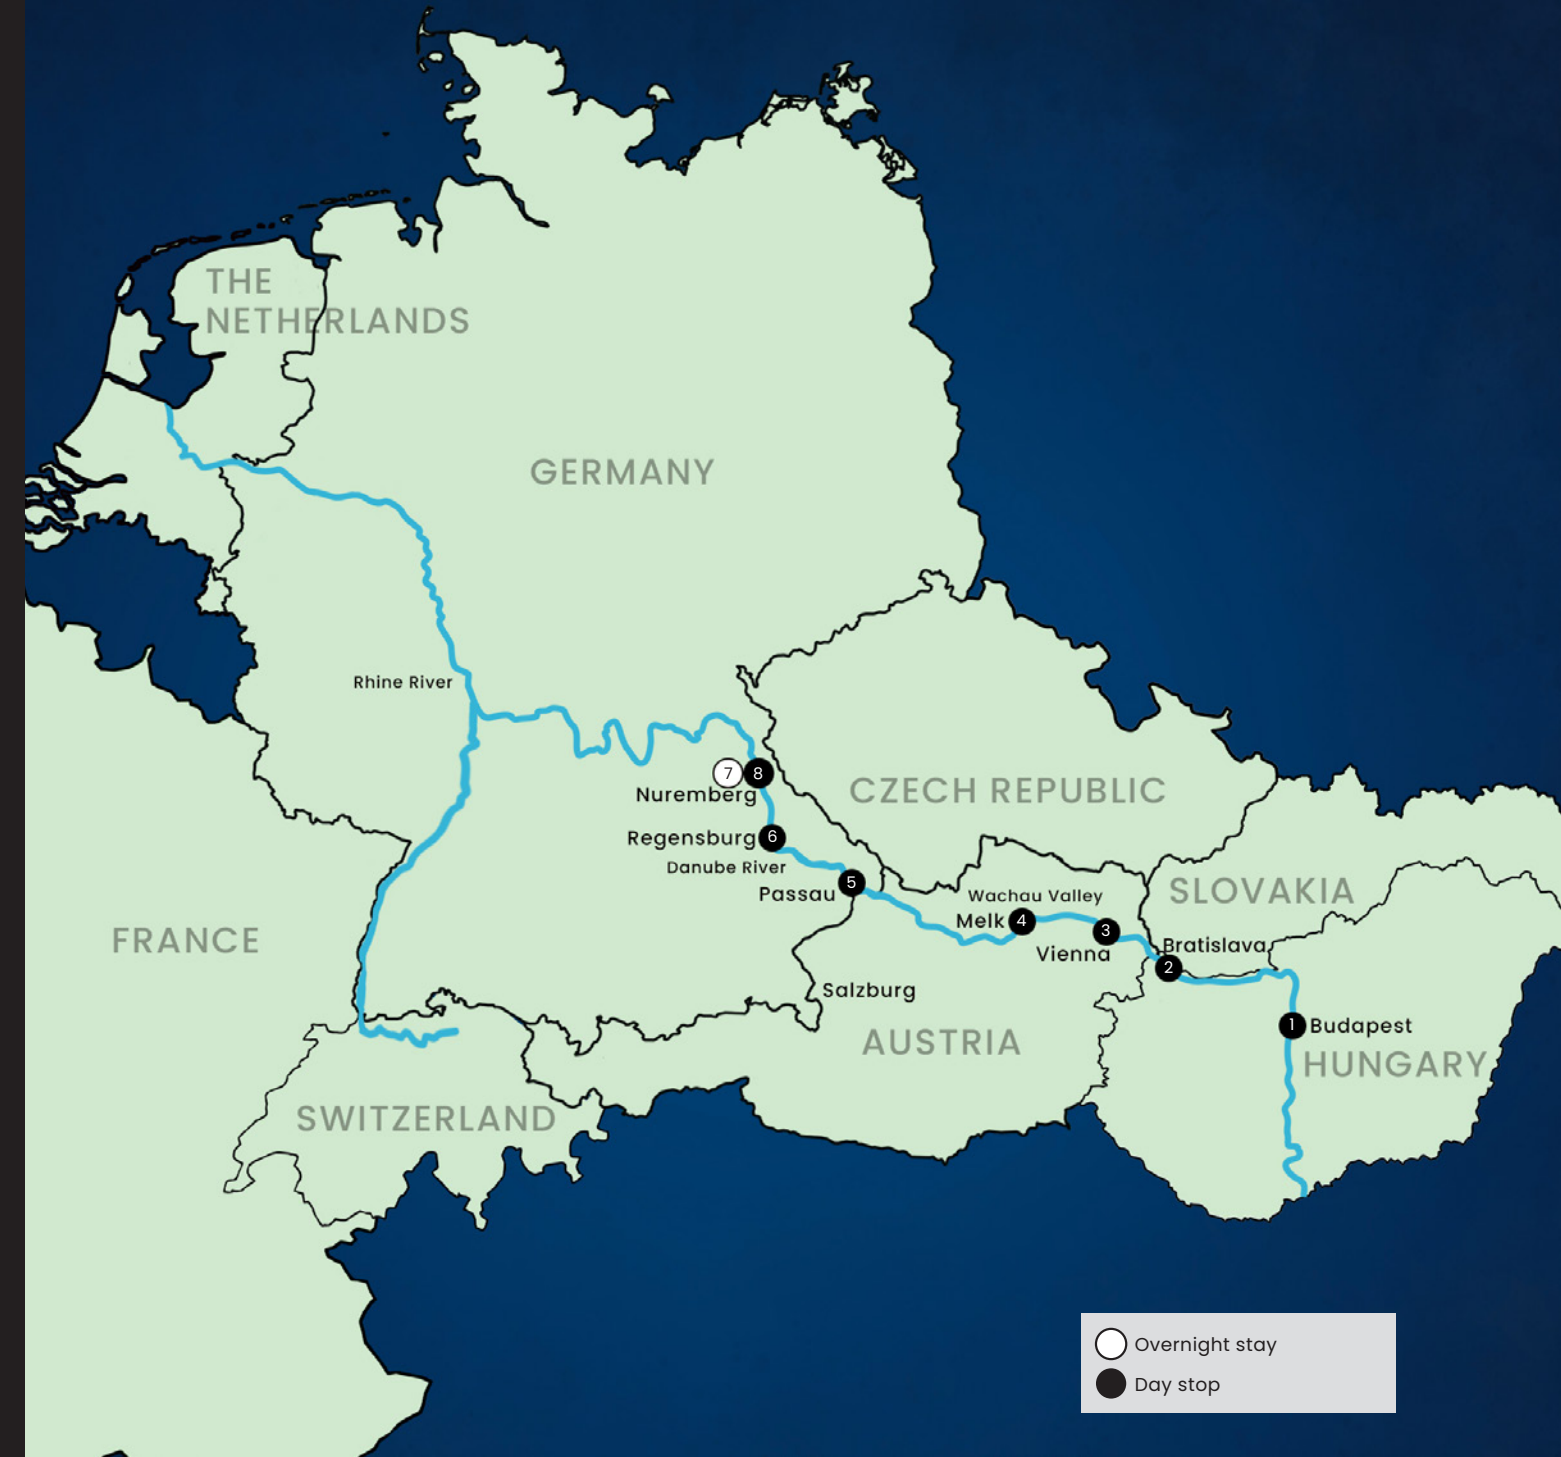 THE
NETHERLANDS
GERMANY
Rhine River
7 8
Nuremberg
CZECH REPUBLIC
Regensburg 6
Danube River
5
Passau
Wachau Valley
SLOVAKIA
Melk 4
3
Vienna
Bratislava
2
FRANCE
Salzburg
1 Budapest
AUSTRIA
HUNGARY
SWITZERLAND
Overnight stay
Day stop